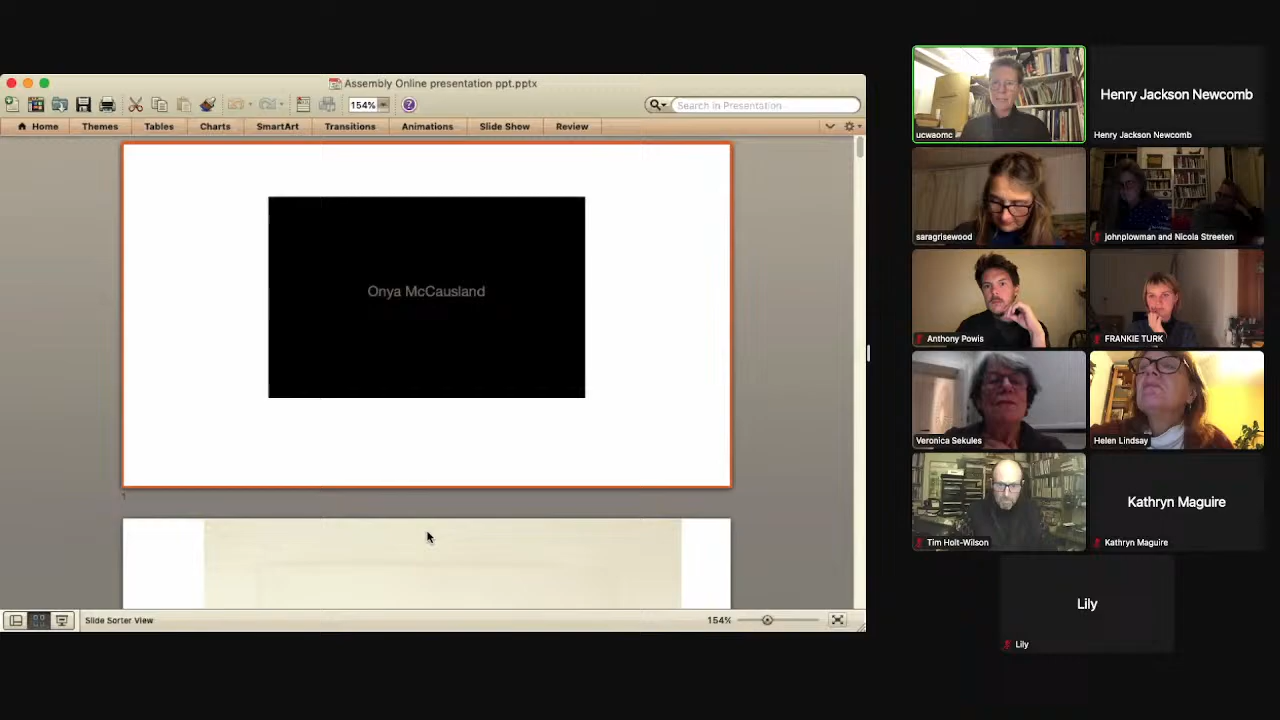 Assembly Online presentation ppt.pptx
154%
Search in Presentation
Home
Themes
Tables
Charts
SmartArt
Transitions
Animations
Slide Show
Review
Onya McCausland
1
Slide Sorter View
154%
ucwaomc
Henry Jackson Newcomb
Henry Jackson Newcomb
saragrisewood
johnplowman and Nicola Streeten
Anthony Powis
FRANKIE TURK
Veronica Sekules
Helen Lindsay
Tim Holt-Wilson
Kathryn Maguire
Kathryn Maguire
Lily
Lily